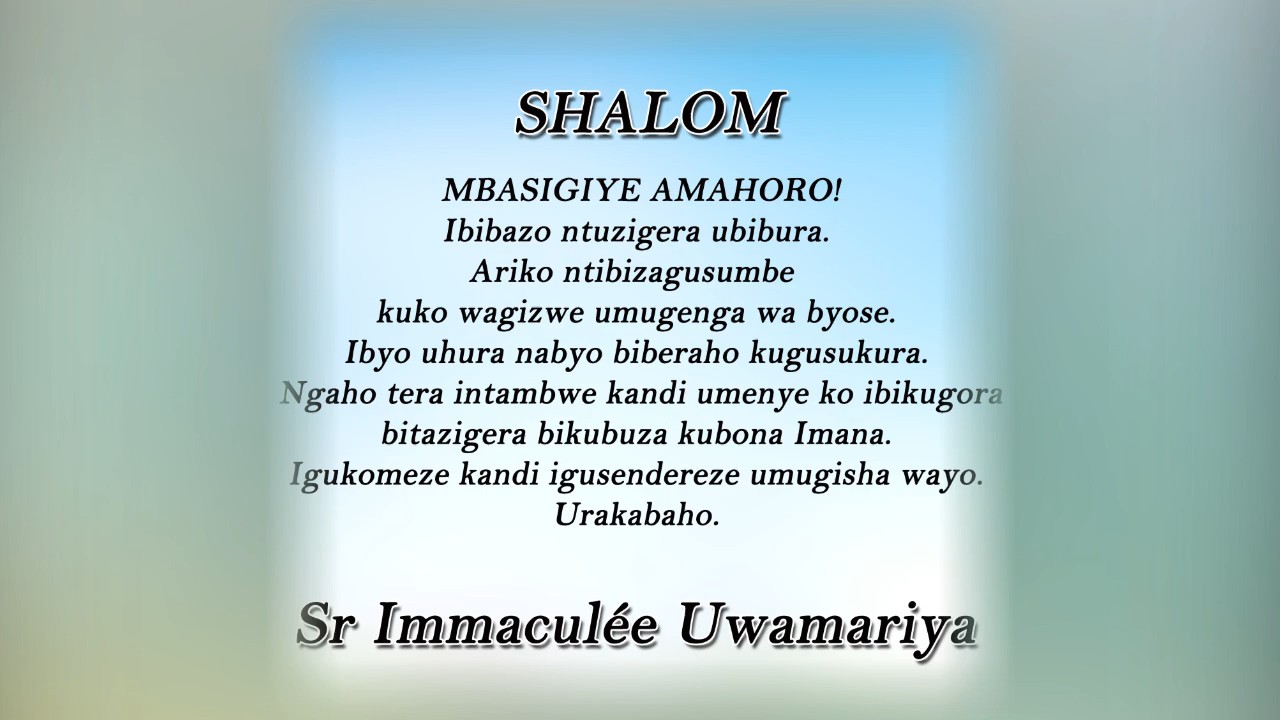 SHALOM
MBASIGIYE AMAHORO!
Ibibazo ntuzigera ubibura.
Ariko ntibizagusumbe
kuko wagizwe umugenga wa byose.
Ibyo uhura nabyo biberaho kugusukura.
Ngaho tera intambwe kandi umenye ko ibikugora
bitazigera bikubuza kubona Imana.
Igukomeze kandi igusendereze umugisha wayo.
Urakabaho.
Sr Immaculée Uwamariya